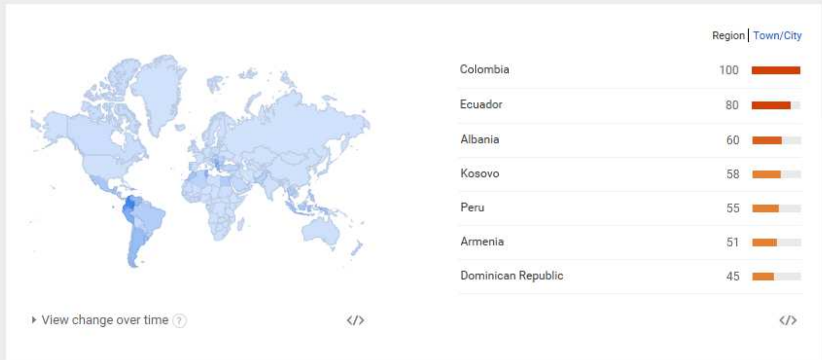 Region | Town/City
Colombia 100
Ecuador 80
Albania 60
Kosovo 58
Peru 55
Armenia 51
Dominican Republic 45
View change over time ?
</>
</>